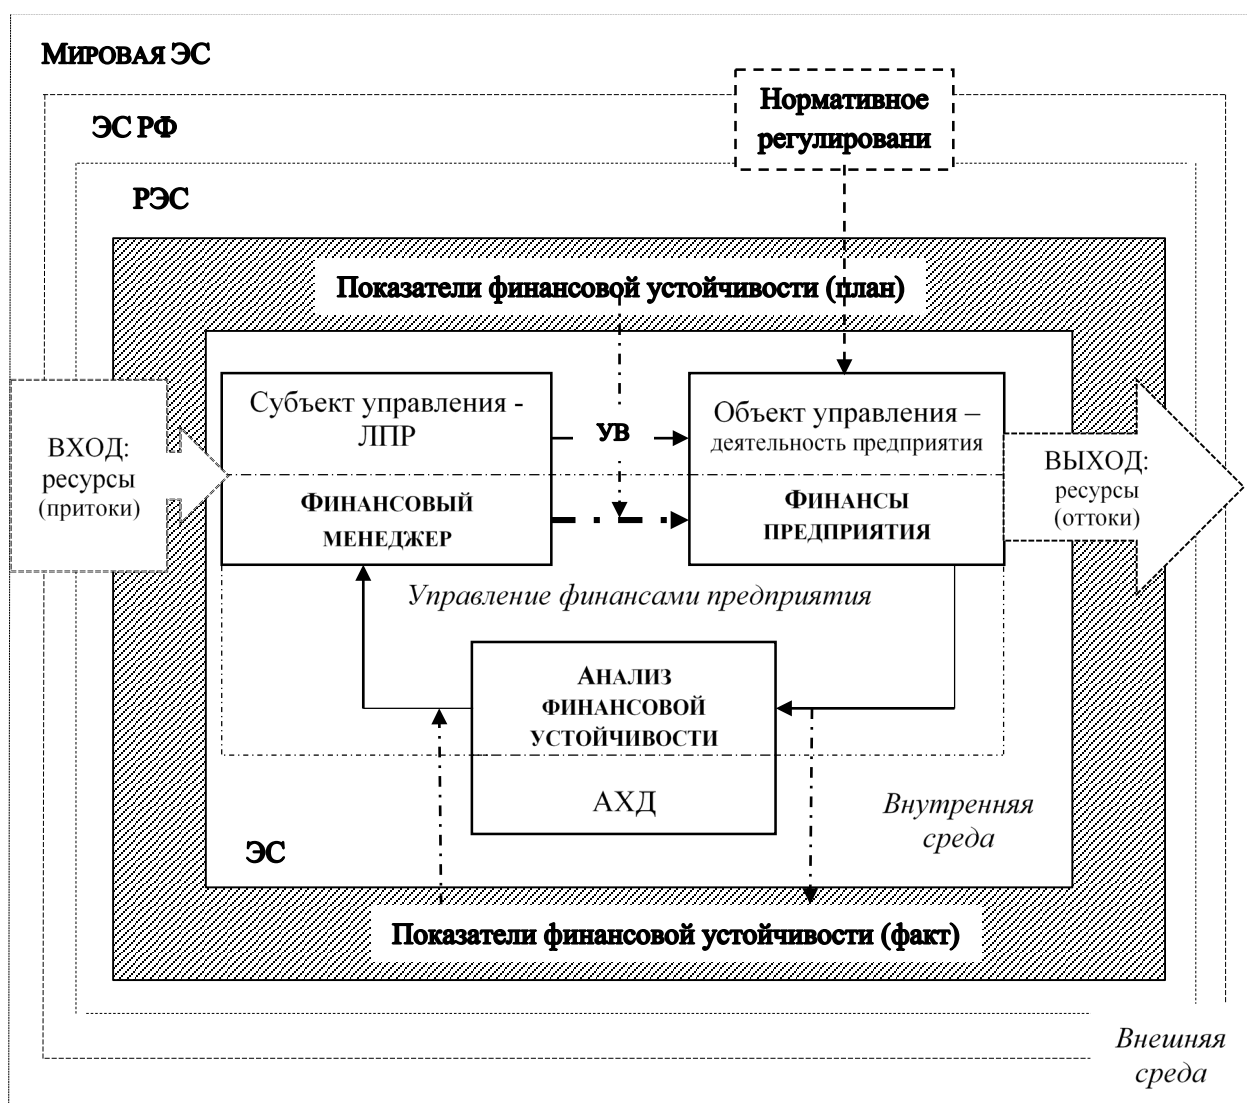 МИРОВАЯ ЭС
Нормативное
регулировани
ЭС РФ
РЭС
Показатели финансовой устойчивости (план)
Субъект управления -
ЛПР
УВ
Объект управления –
деятельность предприятия
ВХОД:
ресурсы
(притоки)
ВЫХОД:
ресурсы
(оттоки)
ФИНАНСОВЫЙ
МЕНЕДЖЕР
ФИНАНСЫ
ПРЕДПРИЯТИЯ
Управление финансами предприятия
АНАЛИЗ
ФИНАНСОВОЙ
УСТОЙЧИВОСТИ
АХД
Внутренняя
среда
ЭС
Показатели финансовой устойчивости (факт)
Внешняя
среда